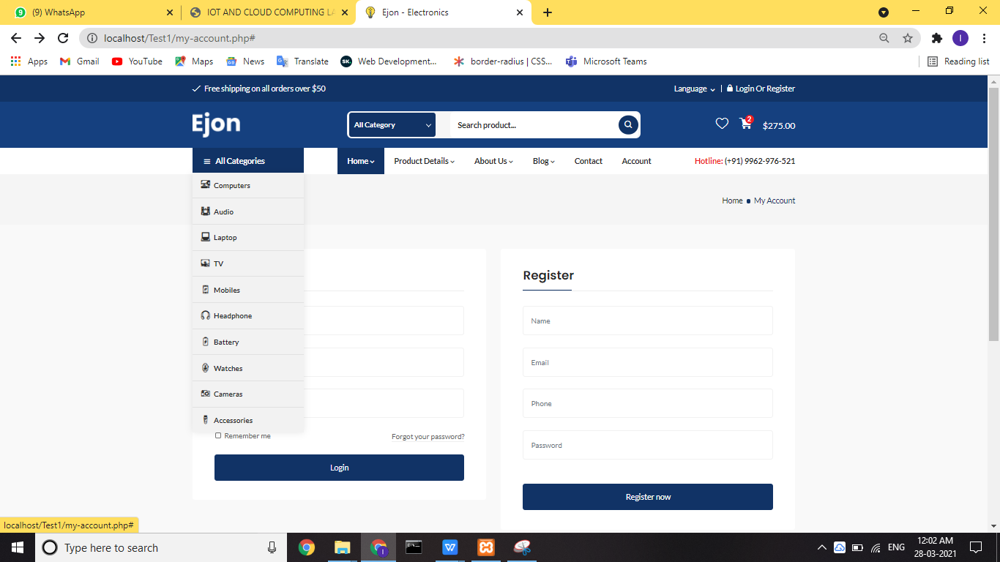 (9) WhatsApp
IOT AND CLOUD COMPUTING LA
Ejon - Electronics
localhost/Test1/my-account.php#
Apps Gmail YouTube Maps News Translate Web Development... border-radius | CSS... Microsoft Teams Reading list
Free shipping on all orders over $50
Language | Login Or Register
Ejon
All Category
Search product...
2
$275.00
All Categories
Home Product Details About Us Blog Contact Account
Hotline: (+91) 9962-976-521
Home My Account
Computers
Audio
Laptop
TV
Mobiles
Headphone
Battery
Watches
Cameras
Accessories
Remember me
Forgot your password?
Login
Register
Name
Email
Phone
Password
Register now
localhost/Test1/my-account.php#
Type here to search
ENG
12:02 AM
28-03-2021